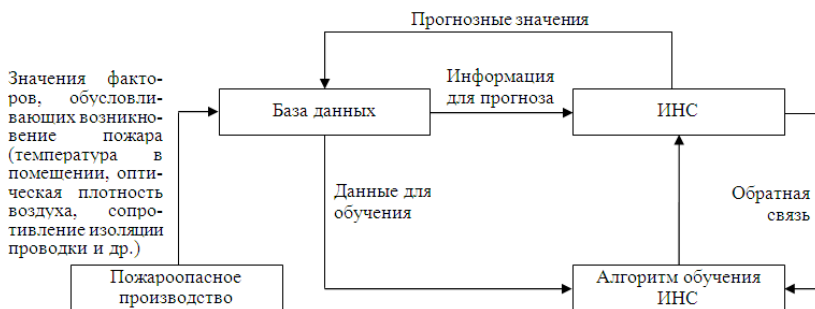 Прогнозные значения
Значения факто-
ров, обусловли-
вающих возникно-
вение пожара
(температура в
помещении, опти-
ческая плотность
воздуха, сопро-
тивление изоляции
проводки и др.)
База данных
Информация
для прогноза
ИНС
Данные для
обучения
Обратная
связь
Пожароопасное
производство
Алгоритм обучения
ИНС